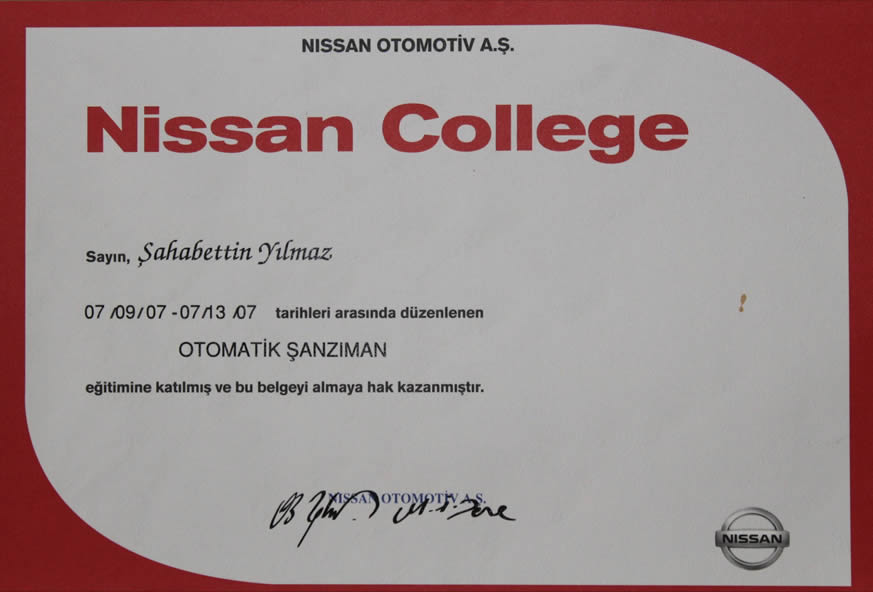 NISSAN OTOMOTİV A.Ş.
Nissan College
Sayın, Şahabettin Yılmaz
07/09/07 - 07/13/07 tarihleri arasında düzenlenen
OTOMATİK ŞANZIMAN
eğitimine katılmış ve bu belgeyi almaya hak kazanmıştır.
NISSAN OTOMOTİV A.Ş.
NISSAN